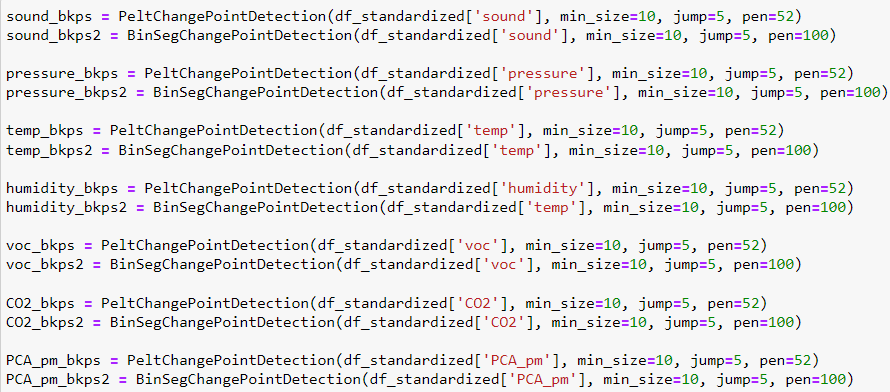 sound_bkps = PeltChangePointDetection(df_standardized['sound'], min_size=10, jump=5, pen=52)
sound_bkps2 = BinSegChangePointDetection(df_standardized['sound'], min_size=10, jump=5, pen=100)
pressure_bkps = PeltChangePointDetection(df_standardized['pressure'], min_size=10, jump=5, pen=52)
pressure_bkps2 = BinSegChangePointDetection(df_standardized['pressure'], min_size=10, jump=5, pen=100)
temp_bkps = PeltChangePointDetection(df_standardized['temp'], min_size=10, jump=5, pen=52)
temp_bkps2 = BinSegChangePointDetection(df_standardized['temp'], min_size=10, jump=5, pen=100)
humidity_bkps = PeltChangePointDetection(df_standardized['humidity'], min_size=10, jump=5, pen=52)
humidity_bkps2 = BinSegChangePointDetection(df_standardized['temp'], min_size=10, jump=5, pen=100)
voc_bkps = PeltChangePointDetection(df_standardized['voc'], min_size=10, jump=5, pen=52)
voc_bkps2 = BinSegChangePointDetection(df_standardized['voc'], min_size=10, jump=5, pen=100)
CO2_bkps = PeltChangePointDetection(df_standardized['CO2'], min_size=10, jump=5, pen=52)
CO2_bkps2 = BinSegChangePointDetection(df_standardized['CO2'], min_size=10, jump=5, pen=100)
PCA_pm_bkps = PeltChangePointDetection(df_standardized['PCA_pm'], min_size=10, jump=5, pen=52)
PCA_pm_bkps2 = BinSegChangePointDetection(df_standardized['PCA_pm'], min_size=10, jump=5, pen=100)